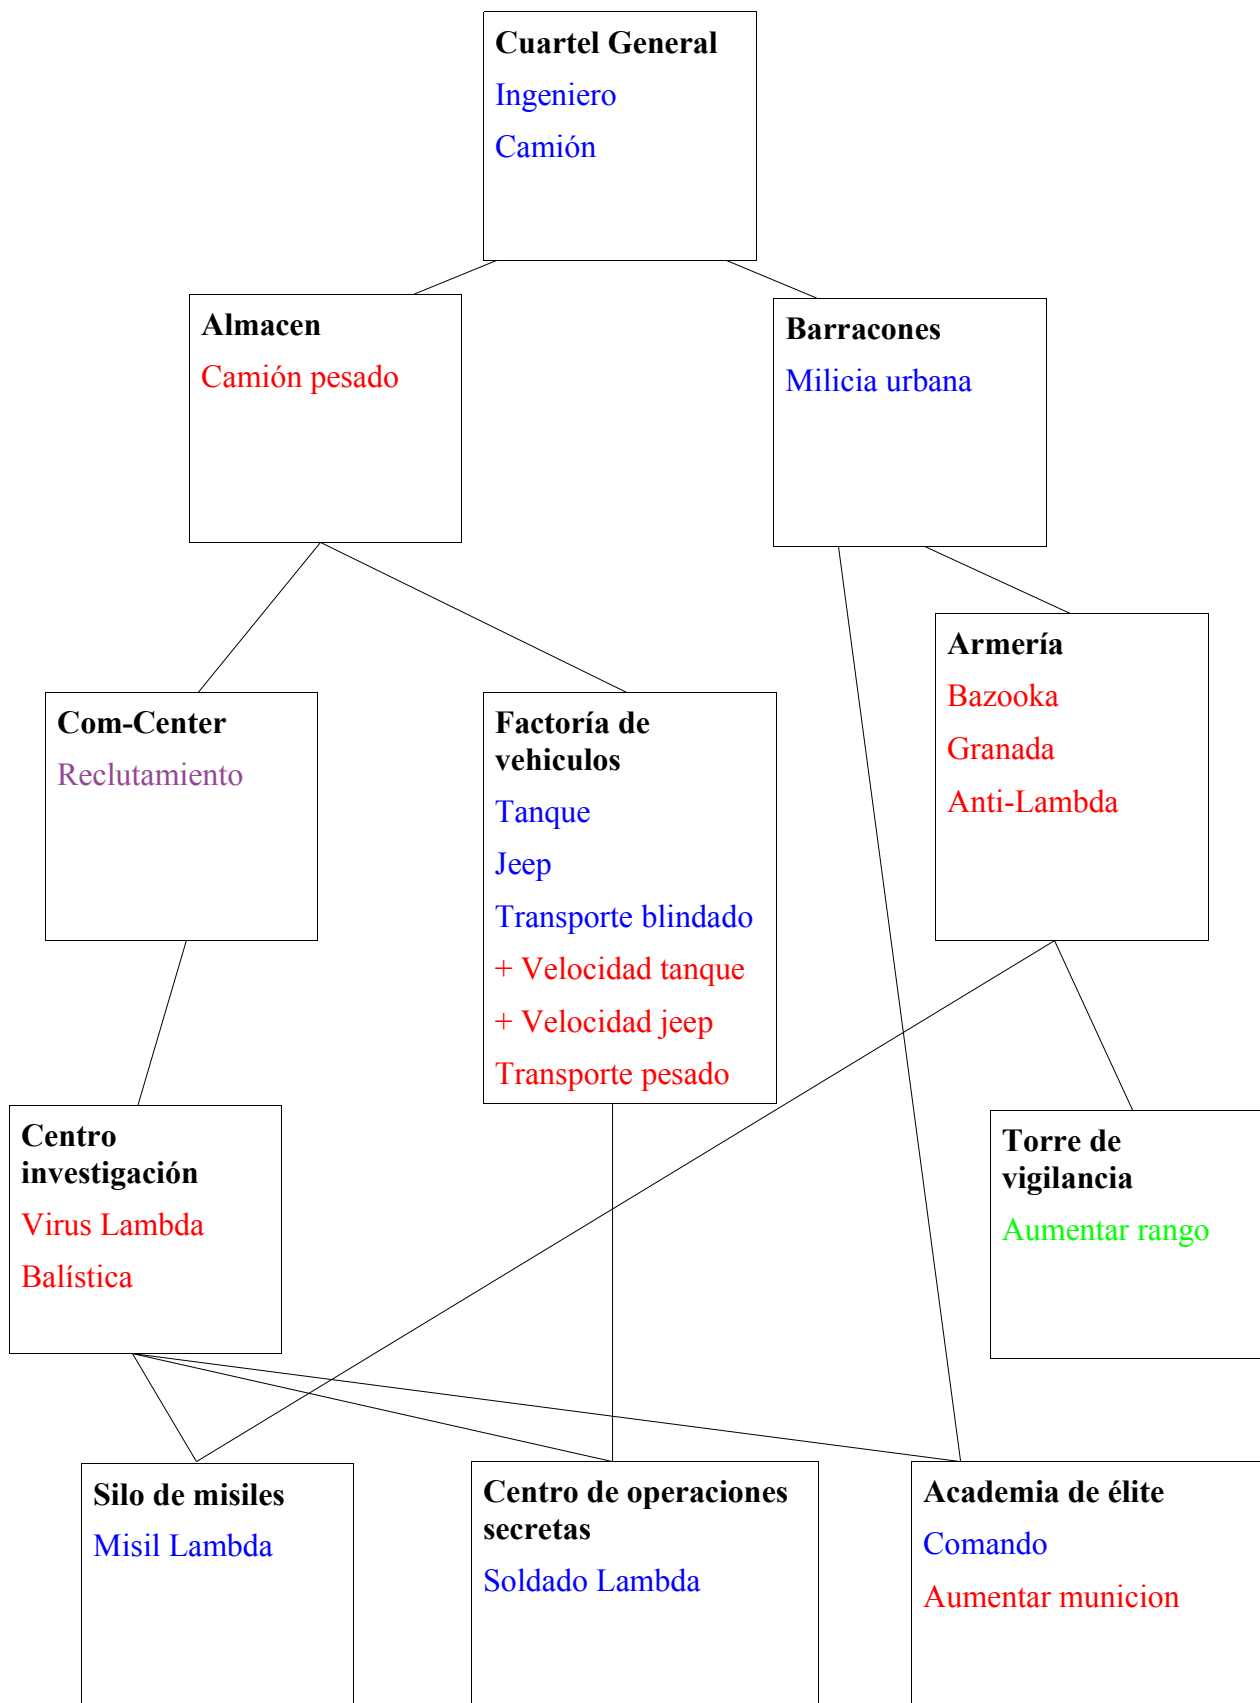 Cuartel General
Ingeniero
Camión
Almacen
Camión pesado
Barracones
Milicia urbana
Armería
Bazooka
Granada
Anti-Lambda
Com-Center
Reclutamiento
Factoría de
vehiculos
Tanque
Jeep
Transporte blindado
+ Velocidad tanque
+ Velocidad jeep
Transporte pesado
Centro
investigación
Virus Lambda
Balística
Torre de
vigilancia
Aumentar rango
Silo de misiles
Misil Lambda
Centro de operaciones
secretas
Soldado Lambda
Academia de élite
Comando
Aumentar municion